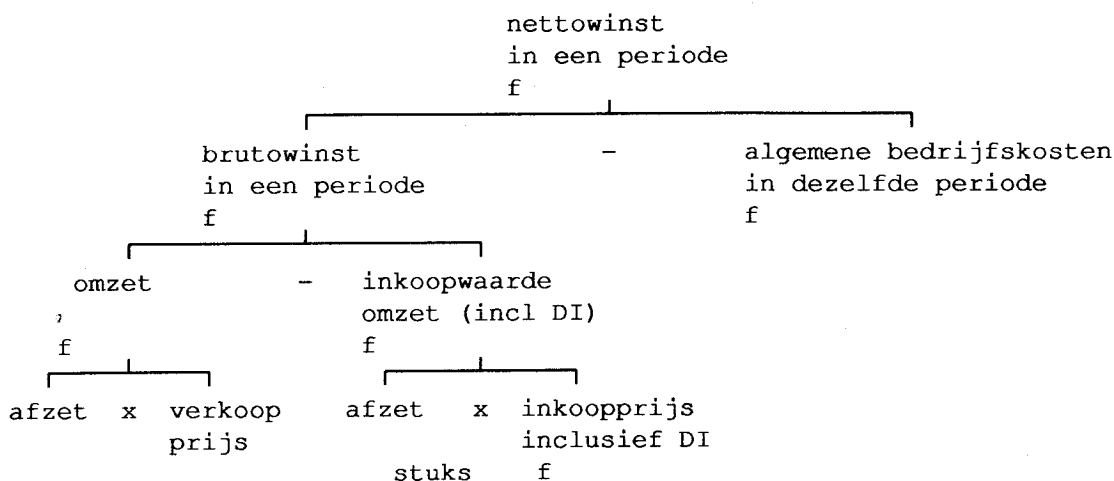 nettowinst
in een periode
f
brutowinst - algemene bedrijfskosten
in een periode in dezelfde periode
f f
omzet - inkoopwaarde
, omzet (incl DI)
f f
afzet x verkoop afzet x inkoopprijs
prijs inclusief DI
stuks f